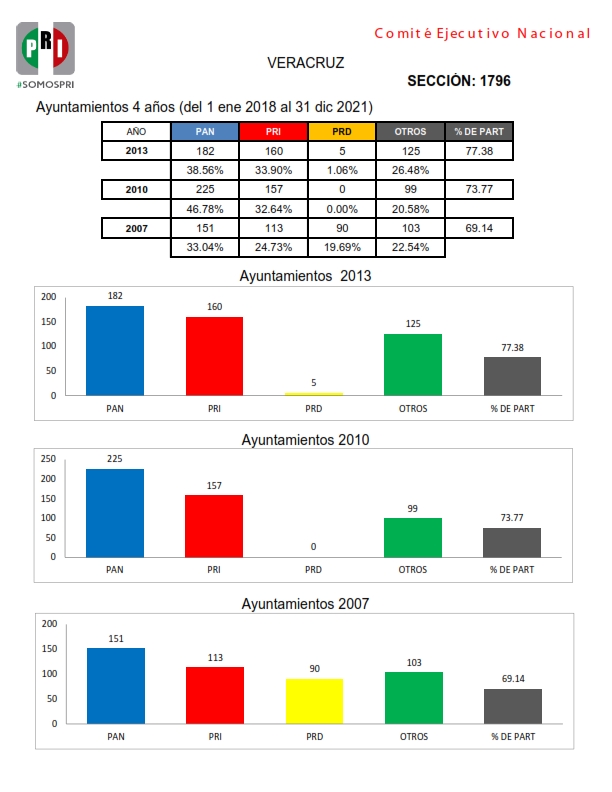 Comité Ejecutivo Nacional
PRI
#SOMOSPRI
VERACRUZ
SECCIÓN: 1796
Ayuntamientos 4 años (del 1 ene 2018 al 31 dic 2021)
AÑO PAN PRI PRD OTROS % DE PART
2013 182 160 5 125 77.38
38.56% 33.90% 1.06% 26.48%
2010 225 157 0 99 73.77
46.78% 32.64% 0.00% 20.58%
2007 151 113 90 103 69.14
33.04% 24.73% 19.69% 22.54%
Ayuntamientos 2013
200
150
100
50
0
182
160
5
125
77.38
PAN PRI PRD OTROS % DE PART
Ayuntamientos 2010
250
200
150
100
50
0
225
157
0
99
73.77
PAN PRI PRD OTROS % DE PART
Ayuntamientos 2007
200
150
100
50
0
151
113
90
103
69.14
PAN PRI PRD OTROS % DE PART